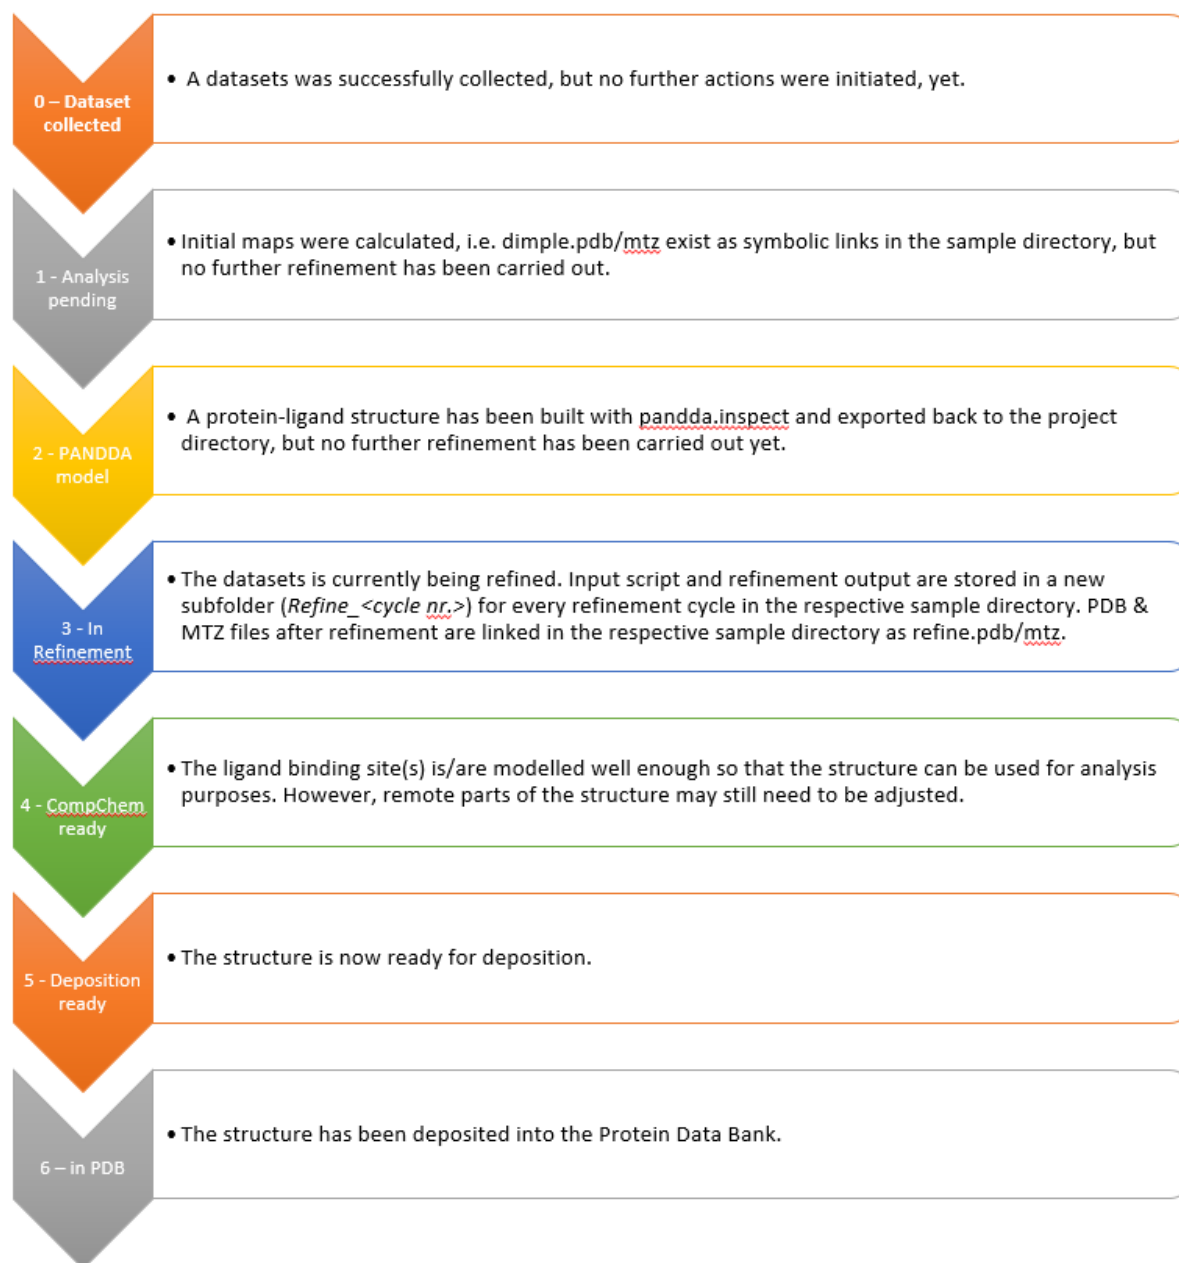 0 – Dataset
collected
• A datasets was successfully collected, but no further actions were initiated, yet.
1 - Analysis
pending
• Initial maps were calculated, i.e. dimple.pdb/mtz exist as symbolic links in the sample directory, but
no further refinement has been carried out.
2 - PANDDA
model
• A protein-ligand structure has been built with pandda.inspect and exported back to the project
directory, but no further refinement has been carried out yet.
3 - In
Refinement
• The datasets is currently being refined. Input script and refinement output are stored in a new
subfolder (Refine_<cycle nr.>) for every refinement cycle in the respective sample directory. PDB &
MTZ files after refinement are linked in the respective sample directory as refine.pdb/mtz.
4 - CompChem
ready
• The ligand binding site(s) is/are modelled well enough so that the structure can be used for analysis
purposes. However, remote parts of the structure may still need to be adjusted.
5 - Deposition
ready
• The structure is now ready for deposition.
6 – in PDB
• The structure has been deposited into the Protein Data Bank.